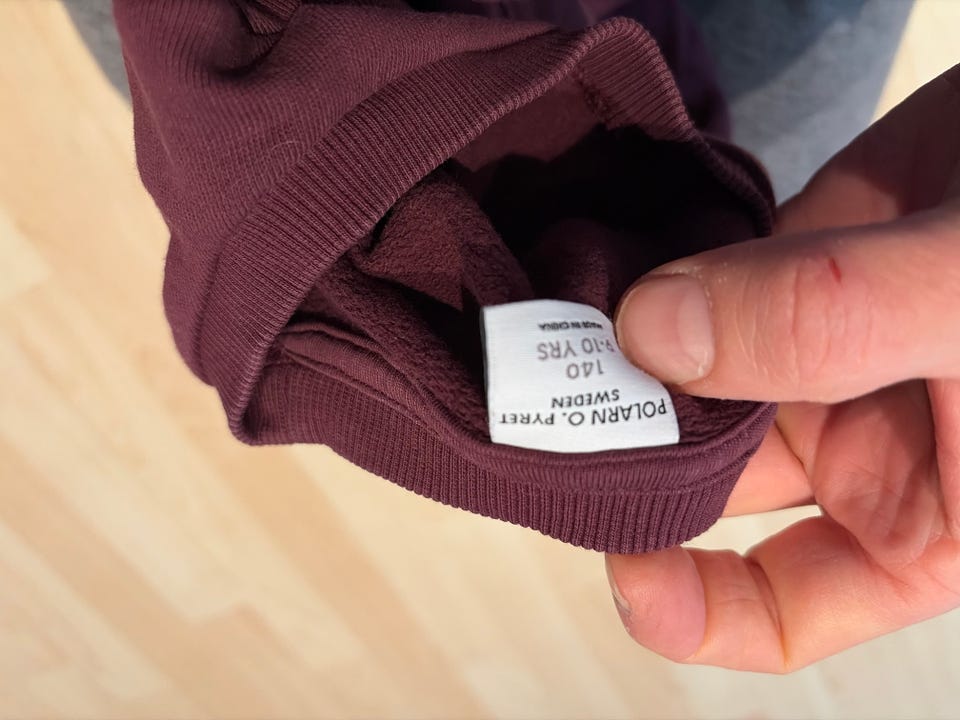 POLARN O. PYRET
SWEDEN
140
9-10 YRS
MADE IN CHINA